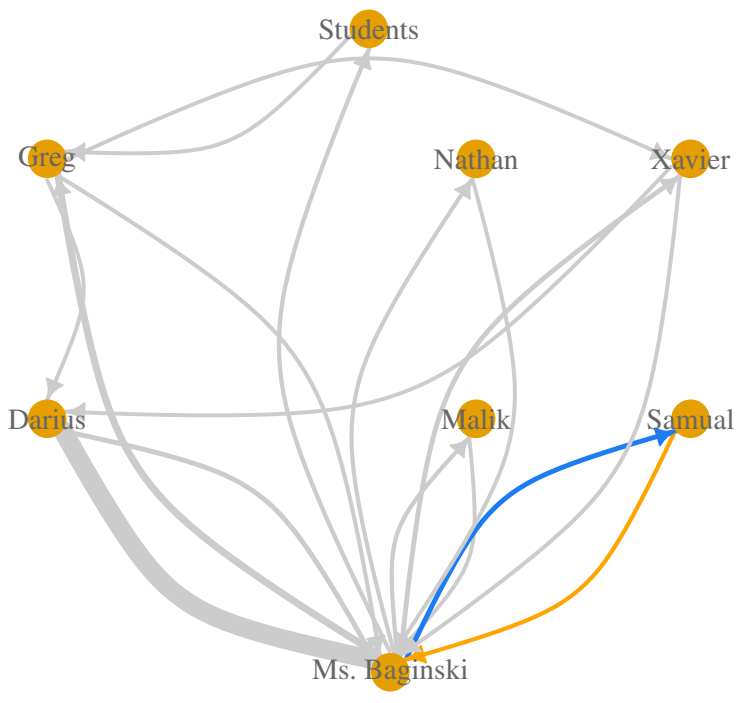 Students
Greg
Nathan
Xavier
Darius
Malik
Samual
Ms. Baginski